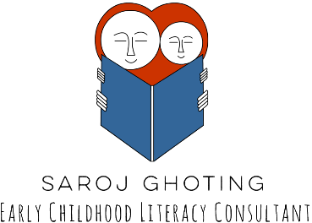 SAROJ GHOTING
EARLY CHILDHOOD LITERACY CONSULTANT